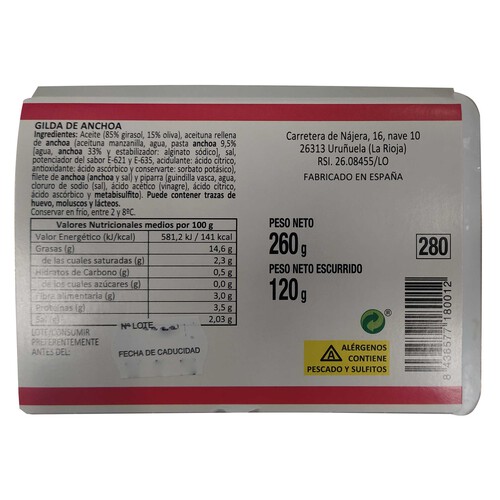 GILDA DE ANCHOA
Ingredientes: Aceite (85% girasol, 15% oliva), aceituna rellena
de anchoa (aceituna manzanilla, agua, pasta anchoa 9,5%
[agua, anchoa 33% y estabilizador: alginato sódico), sal,
potenciador del sabor E-621 y E-635, acidulante: ácido cítrico,
antioxidante: ácido ascórbico y conservante: sorbato potásico),
filete de anchoa (anchoa y sal) y piparra (guindilla vasca, agua,
cloruro de sodio (sal), ácido acético (vinagre), ácido cítrico,
ácido ascórbico y metabisulfito). Puede contener trazas de
huevo, moluscos y lácteos.
Conservar en frío, entre 2 y 8ºC.
Valores Nutricionales medios por 100 g
Valor Energético (kJ/kcal) 581,2 kJ / 141 kcal
Grasas (g) 14,6 g
de las cuales saturadas (g) 2,3 g
Hidratos de Carbono (g) 0,5 g
de los cuales azúcares (g) 0,0 g
Fibra alimentaria (g) 3,0 g
Proteínas (g) 3,5 g
Sal 2,03 g
LOTE/CONSUMIR
PREFERENTEMENTE
ANTES DEL:
Nº LOTE
FECHA DE CADUCIDAD
Carretera de Nájera, 16, nave 10
26313 Uruñuela (La Rioja)
RSI. 26.08455/LO
FABRICADO EN ESPAÑA
PESO NETO
260 g
280
PESO NETO ESCURRIDO
120 g
ALÉRGENOS
CONTIENE
PESCADO Y SULFITOS
8 436577 180012